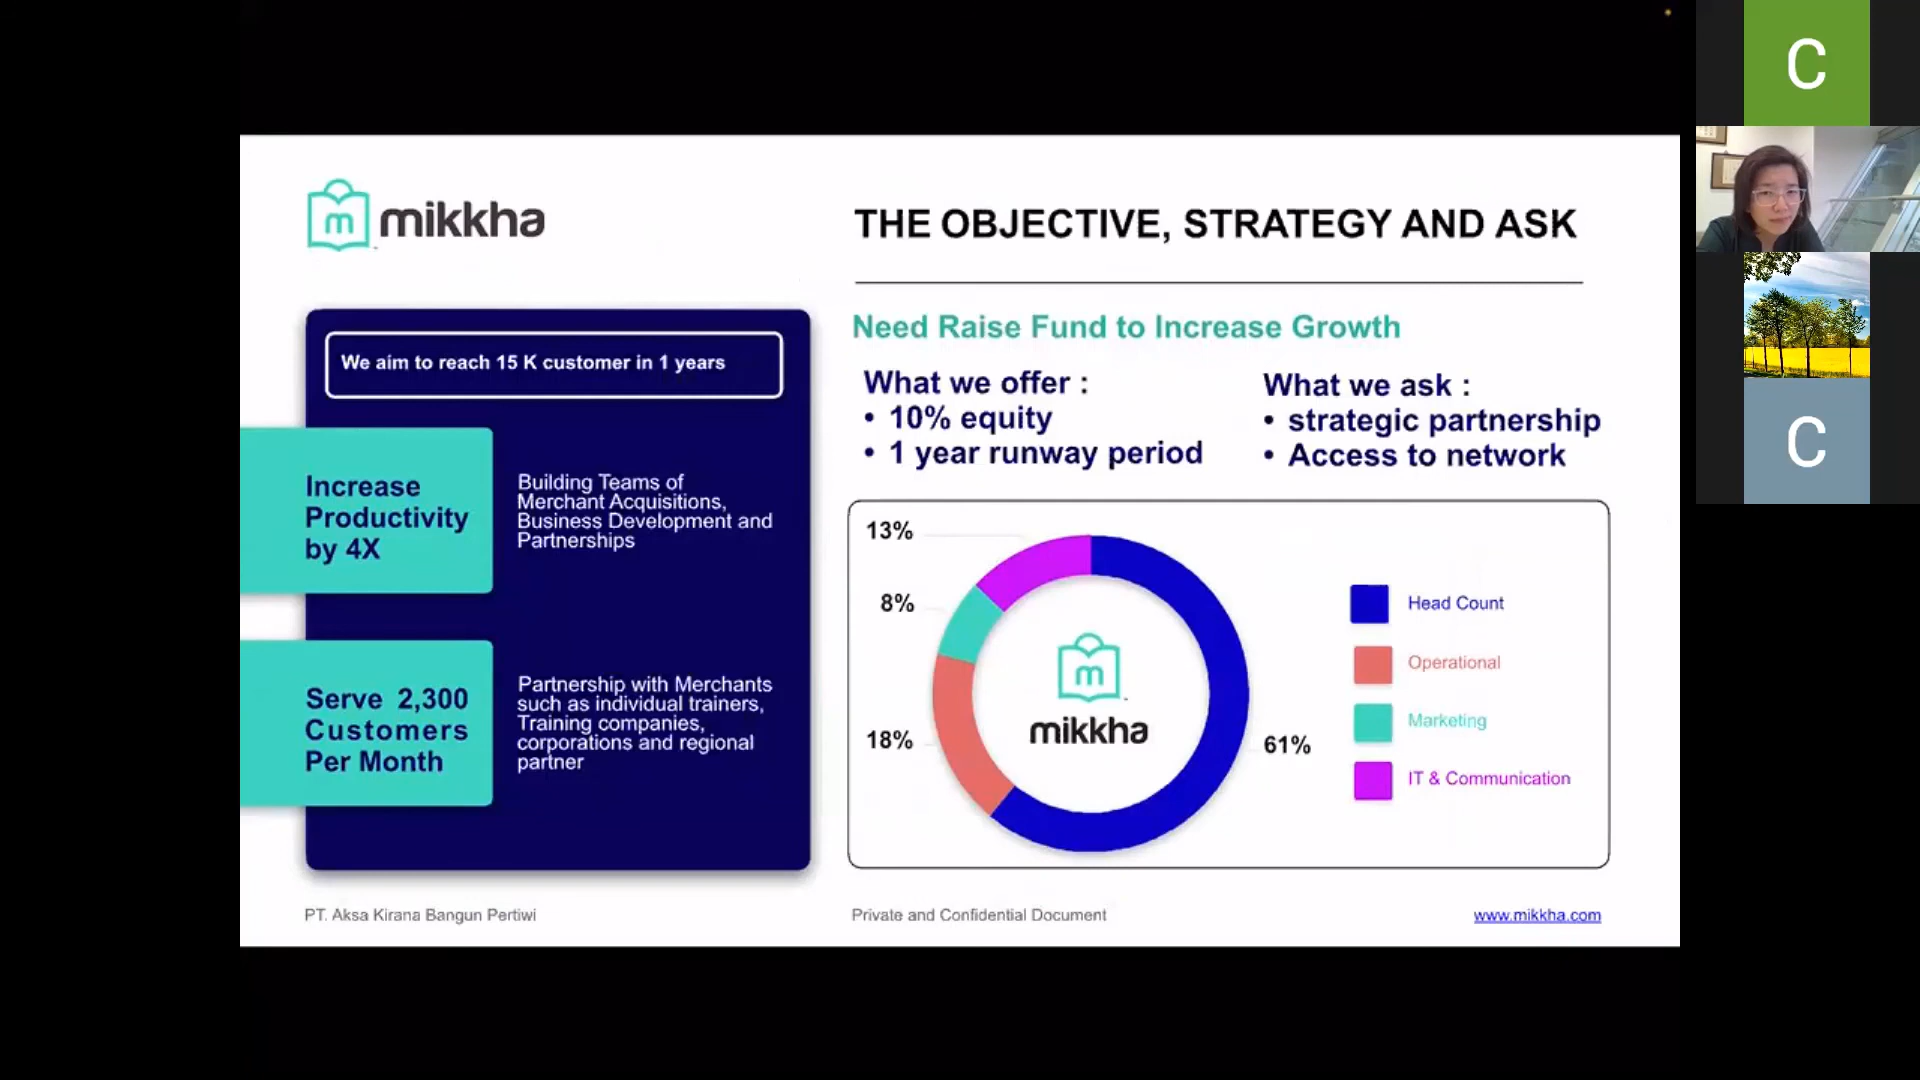 mikkha
THE OBJECTIVE, STRATEGY AND ASK
We aim to reach 15 K customer in 1 years
Increase
Productivity
by 4X
Building Teams of
Merchant Acquisitions,
Business Development and
Partnerships
Serve 2,300
Customers
Per Month
Partnership with Merchants
such as individual trainers,
Training companies,
corporations and regional
partner
Need Raise Fund to Increase Growth
What we offer :
• 10% equity
• 1 year runway period
What we ask :
• strategic partnership
• Access to network
13%
8%
18%
61%
m
mikkha
Head Count
Operational
Marketing
IT & Communication
PT. Aksa Kirana Bangun Pertiwi
Private and Confidential Document
www.mikkha.com
C
C